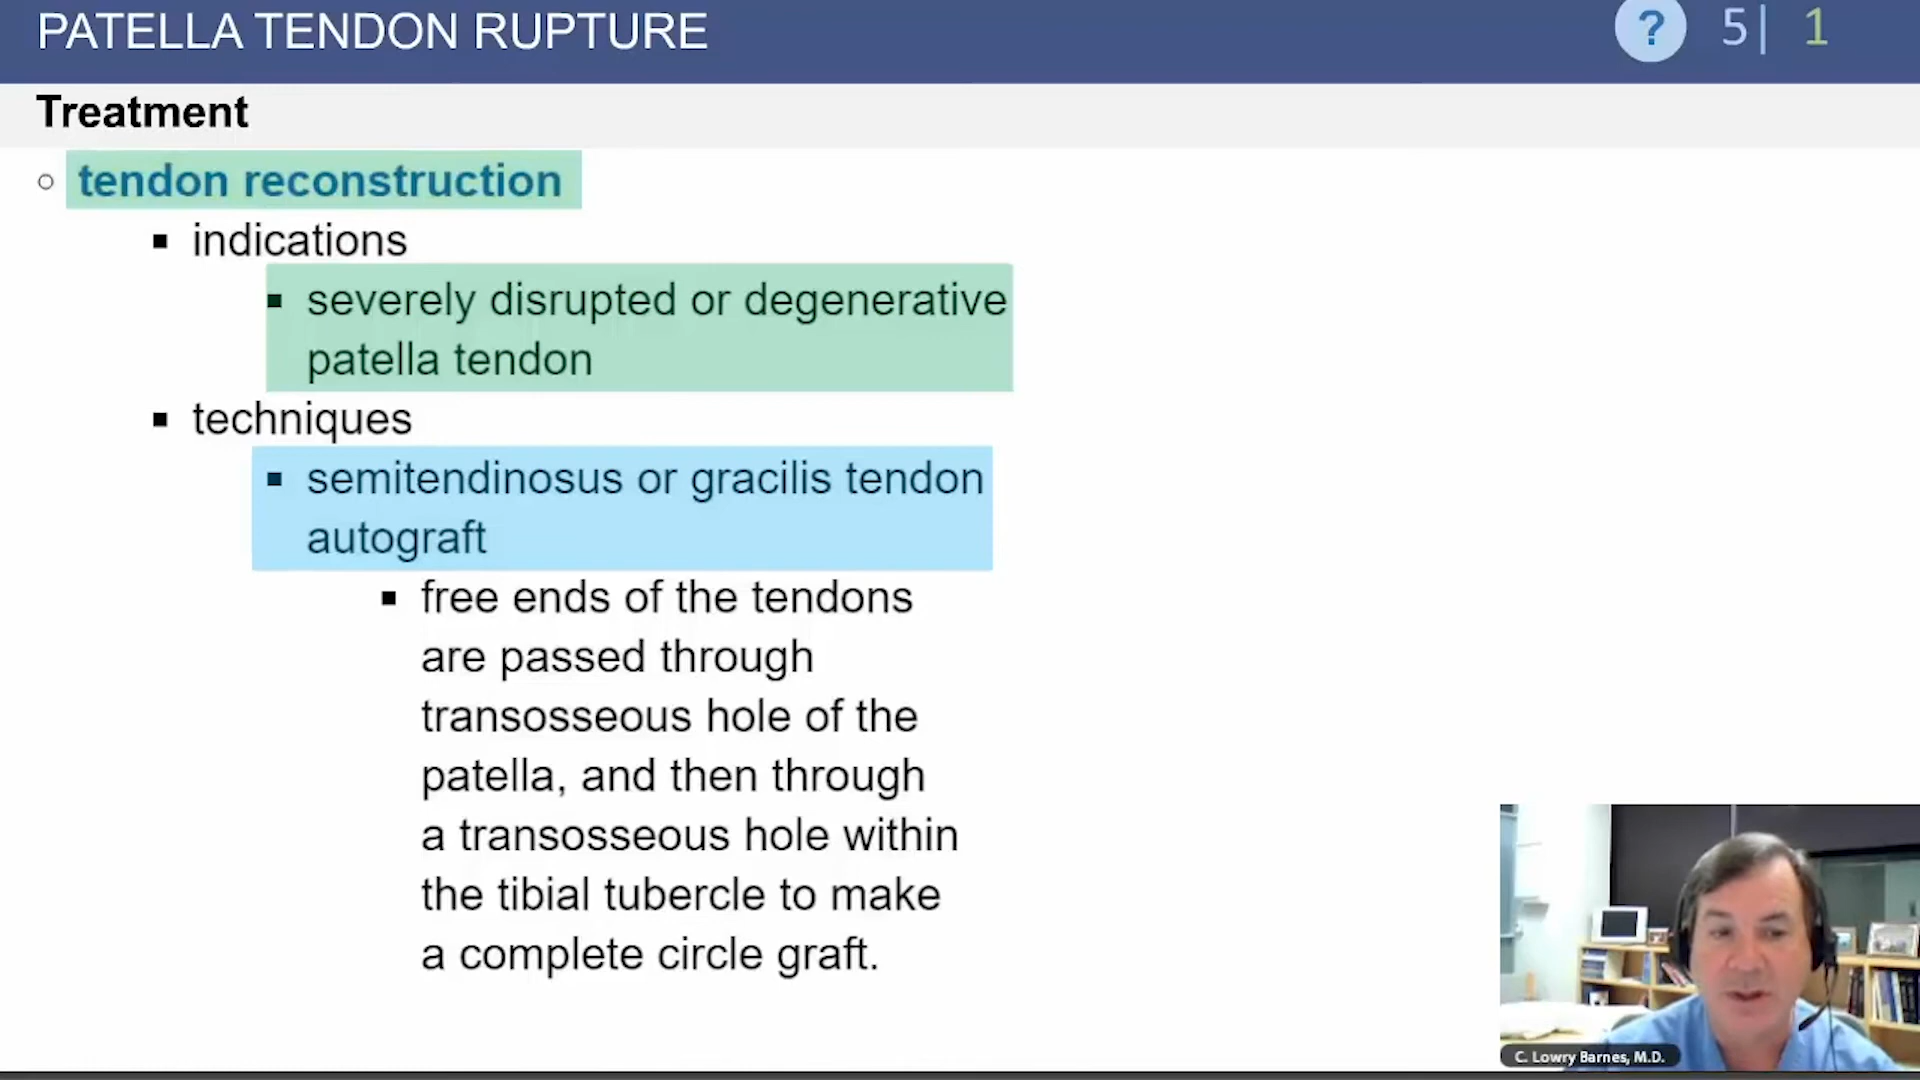 PATELLA TENDON RUPTURE
? 5| 1
Treatment
tendon reconstruction
indications
severely disrupted or degenerative
patella tendon
techniques
semitendinosus or gracilis tendon
autograft
free ends of the tendons
are passed through
transosseous hole of the
patella, and then through
a transosseous hole within
the tibial tubercle to make
a complete circle graft.
C. Lowry Barnes, M.D.